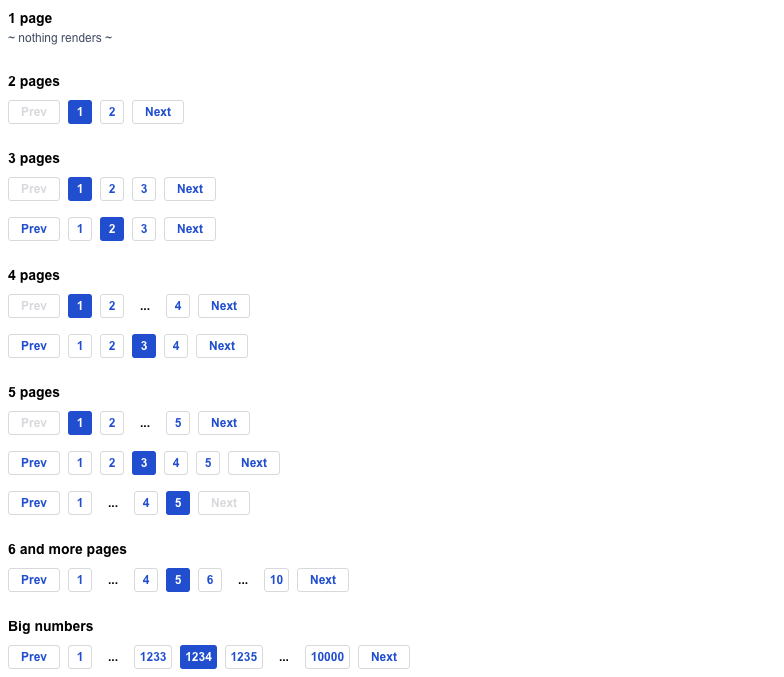 1 page
~ nothing renders ~
2 pages
Prev 1 2 Next
3 pages
Prev 1 2 3 Next
Prev 1 2 3 Next
4 pages
Prev 1 2 ... 4 Next
Prev 1 2 3 4 Next
5 pages
Prev 1 2 ... 5 Next
Prev 1 2 3 4 5 Next
Prev 1 ... 4 5 Next
6 and more pages
Prev 1 ... 4 5 6 ... 10 Next
Big numbers
Prev 1 ... 1233 1234 1235 ... 10000 Next